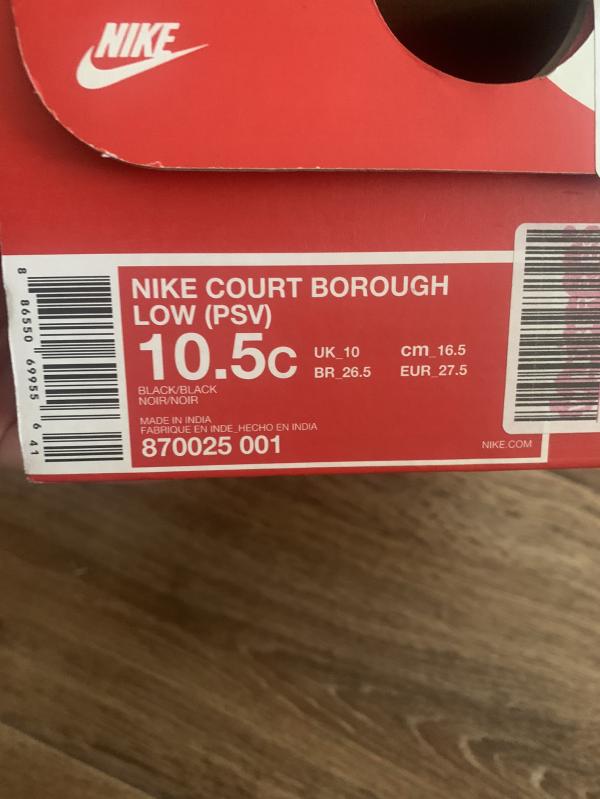 NIKE
NIKE COURT BOROUGH
LOW (PSV)
10.5C
UK_10
cm_16.5
BR_26.5
EUR_27.5
BLACK/BLACK
NOIR/NOIR
MADE IN INDIA
FABRIQUE EN INDE_HECHO EN INDIA
870025 001
NIKE.COM
8 86550 69955 6 41